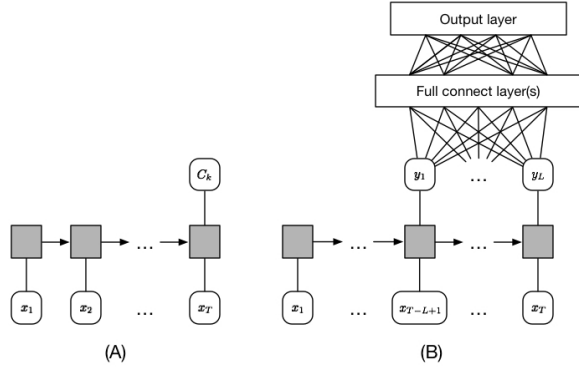 Output layer
Full connect layer(s)
C_k
y_1 ... y_L
... ... ...
x_1 x_2 ... x_T
x_1 ... x_{T-L+1} ... x_T
(A)
(B)